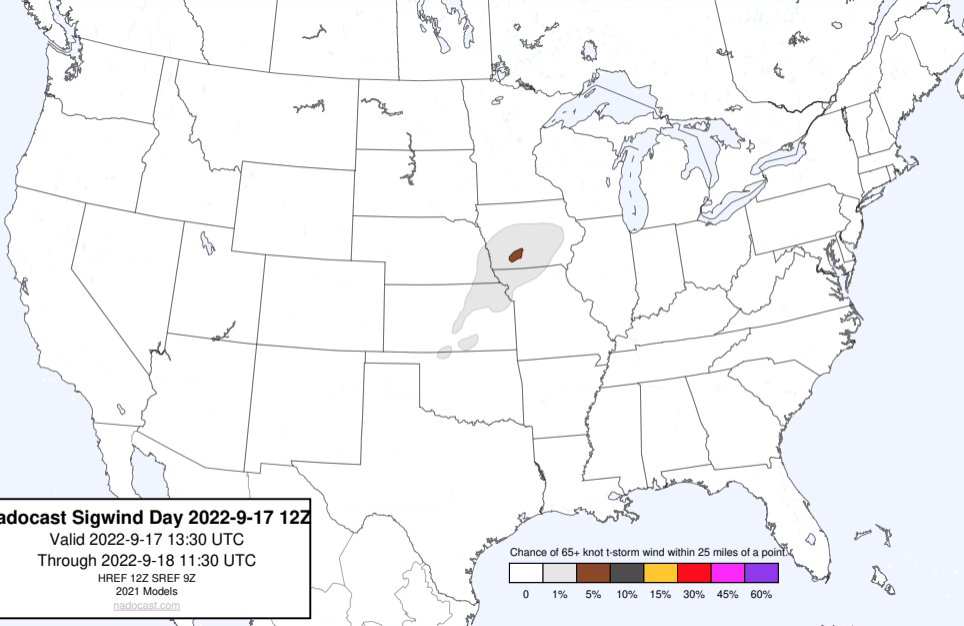 adocast Sigwind Day 2022-9-17 12Z
Valid 2022-9-17 13:30 UTC
Through 2022-9-18 11:30 UTC
HREF 12Z SREF 9Z
2021 Models
nadocast.com
Chance of 65+ knot t-storm wind within 25 miles of a point.
0 1% 5% 10% 15% 30% 45% 60%